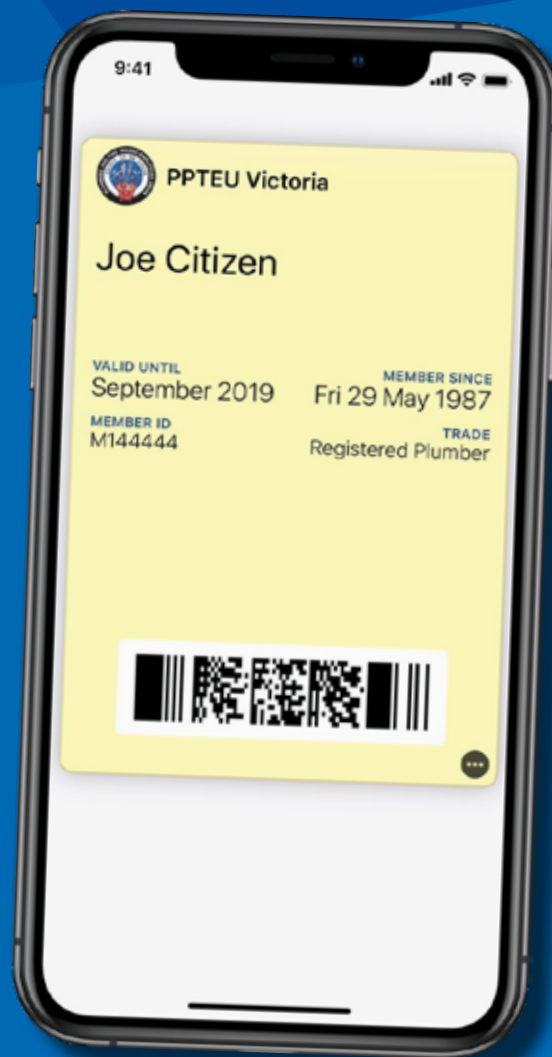 9:41
PPTEU Victoria
Joe Citizen
VALID UNTIL
September 2019
MEMBER SINCE
Fri 29 May 1987
MEMBER ID
M144444
TRADE
Registered Plumber